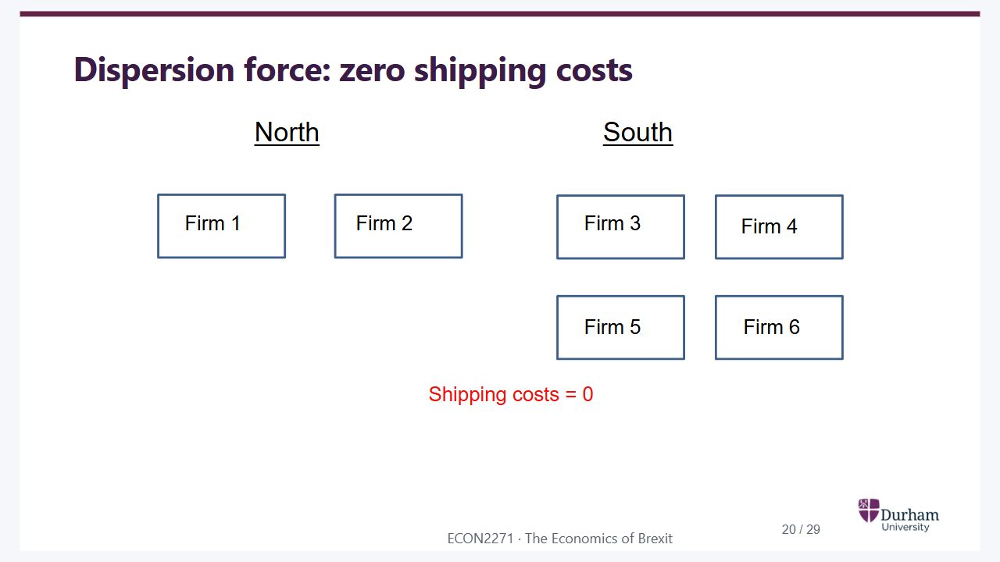 Dispersion force: zero shipping costs
North
South
Firm 1
Firm 2
Firm 3
Firm 4
Firm 5
Firm 6
Shipping costs = 0
ECON2271 · The Economics of Brexit
20 / 29
Durham
University